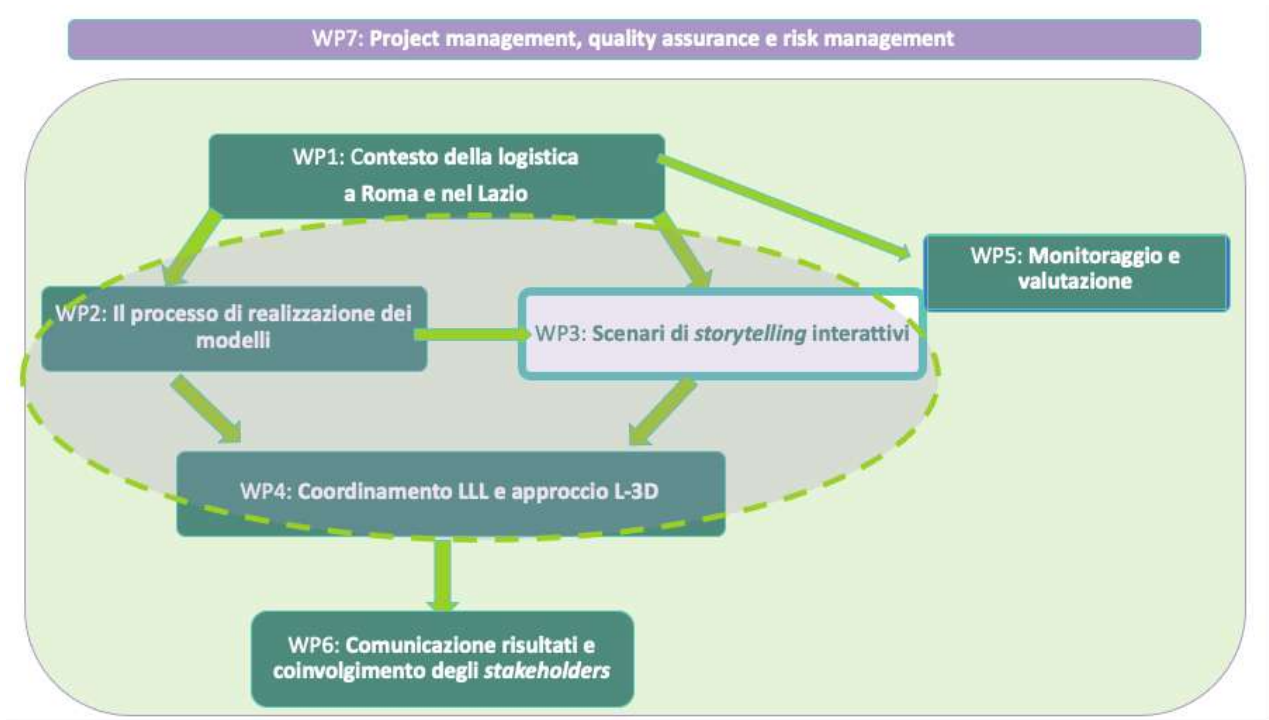 WP7: Project management, quality assurance e risk management
WP1: Contesto della logistica
a Roma e nel Lazio
WP5: Monitoraggio e
valutazione
WP2: Il processo di realizzazione dei
modelli
WP3: Scenari di storytelling interattivi
WP4: Coordinamento LLL e approccio L-3D
WP6: Comunicazione risultati e
coinvolgimento degli stakeholders